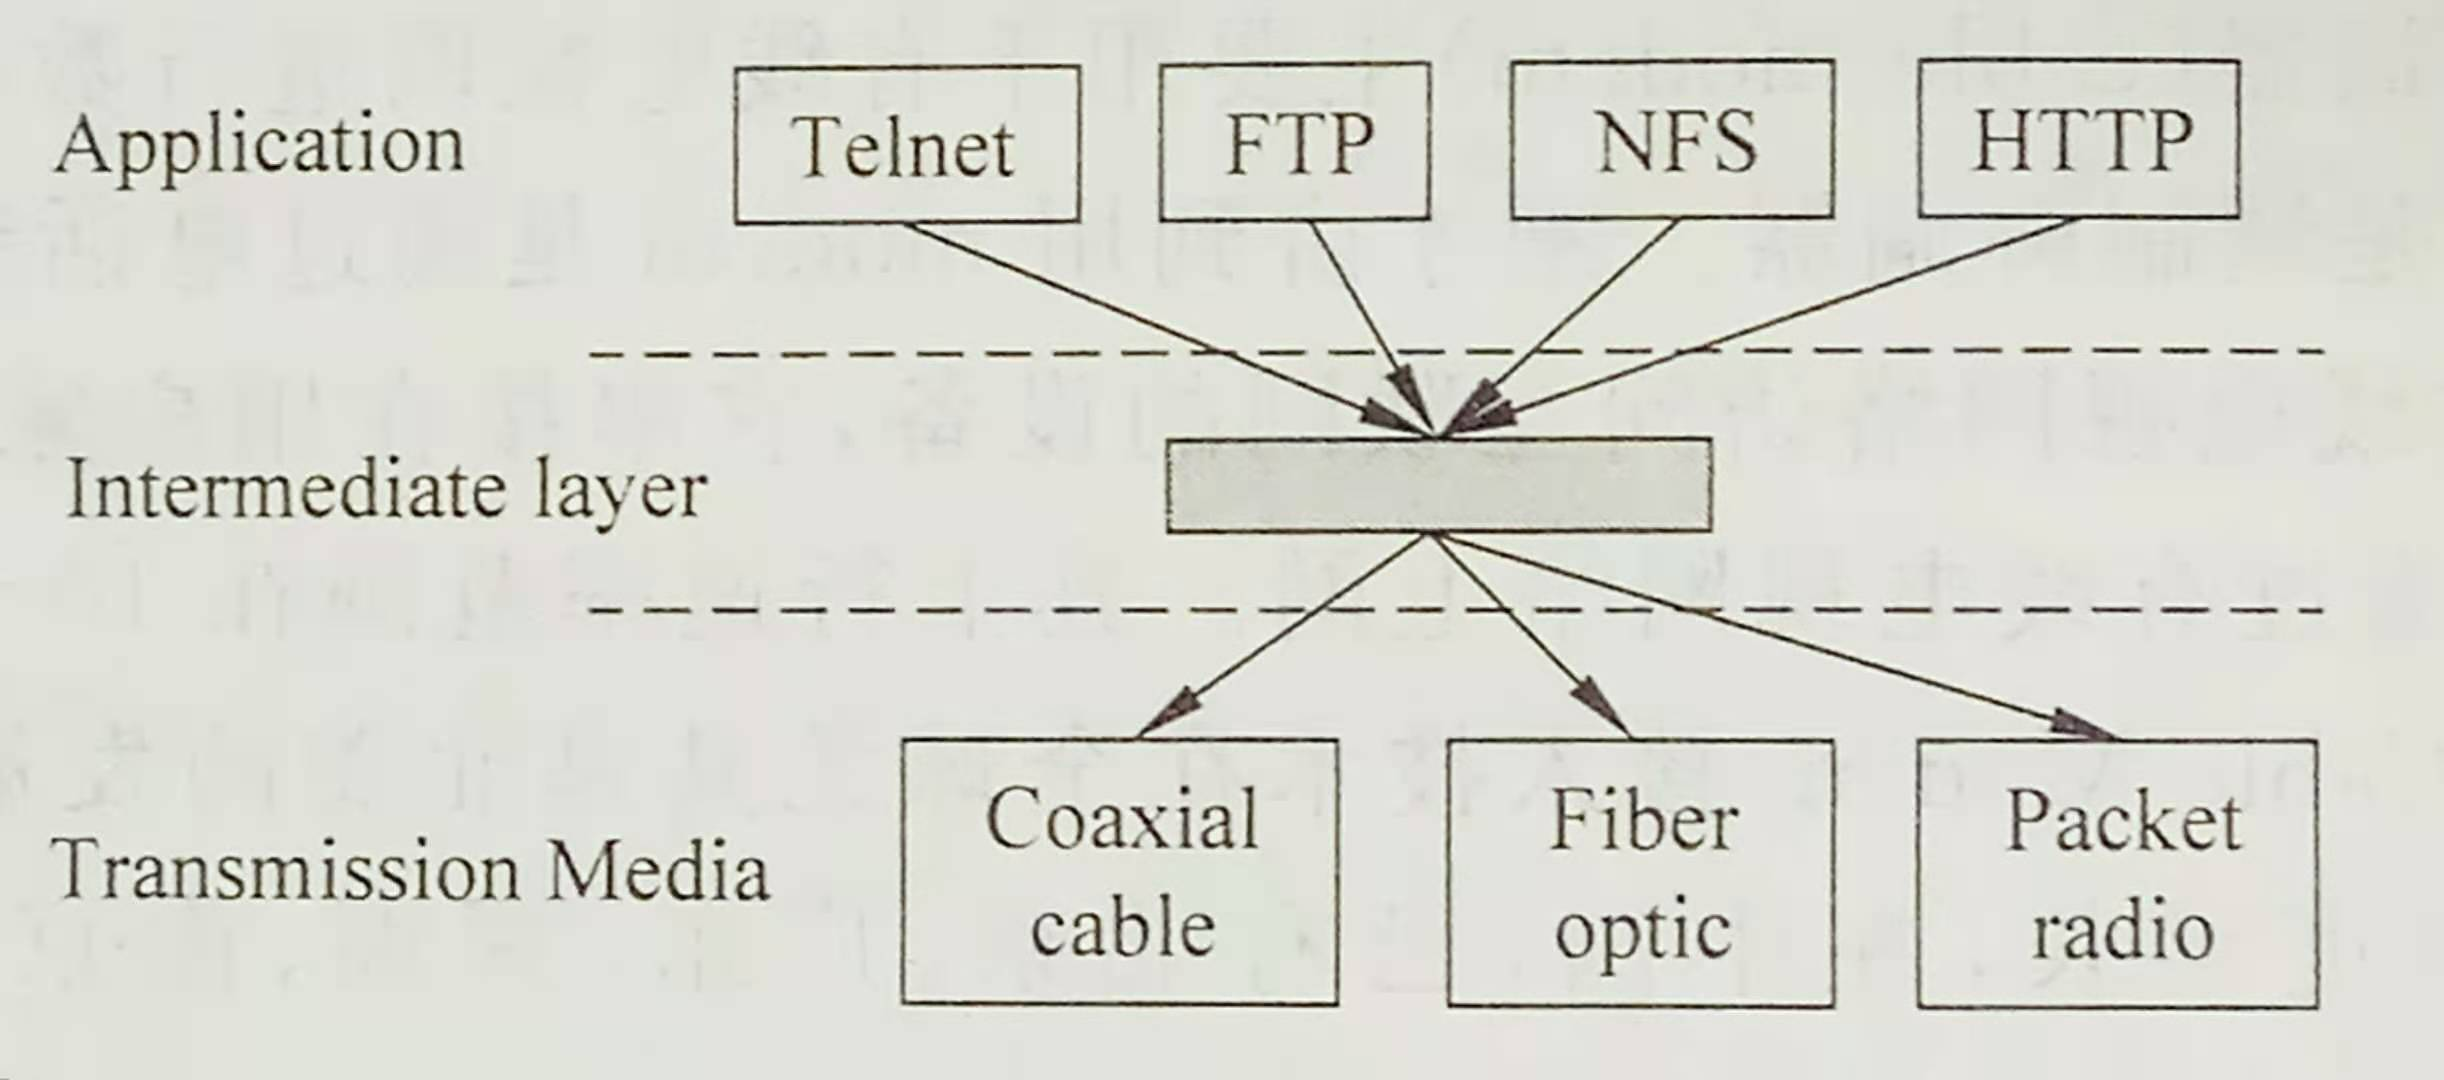 Application
Telnet
FTP
NFS
HTTP
Intermediate layer
Transmission Media
Coaxial
cable
Fiber
optic
Packet
radio